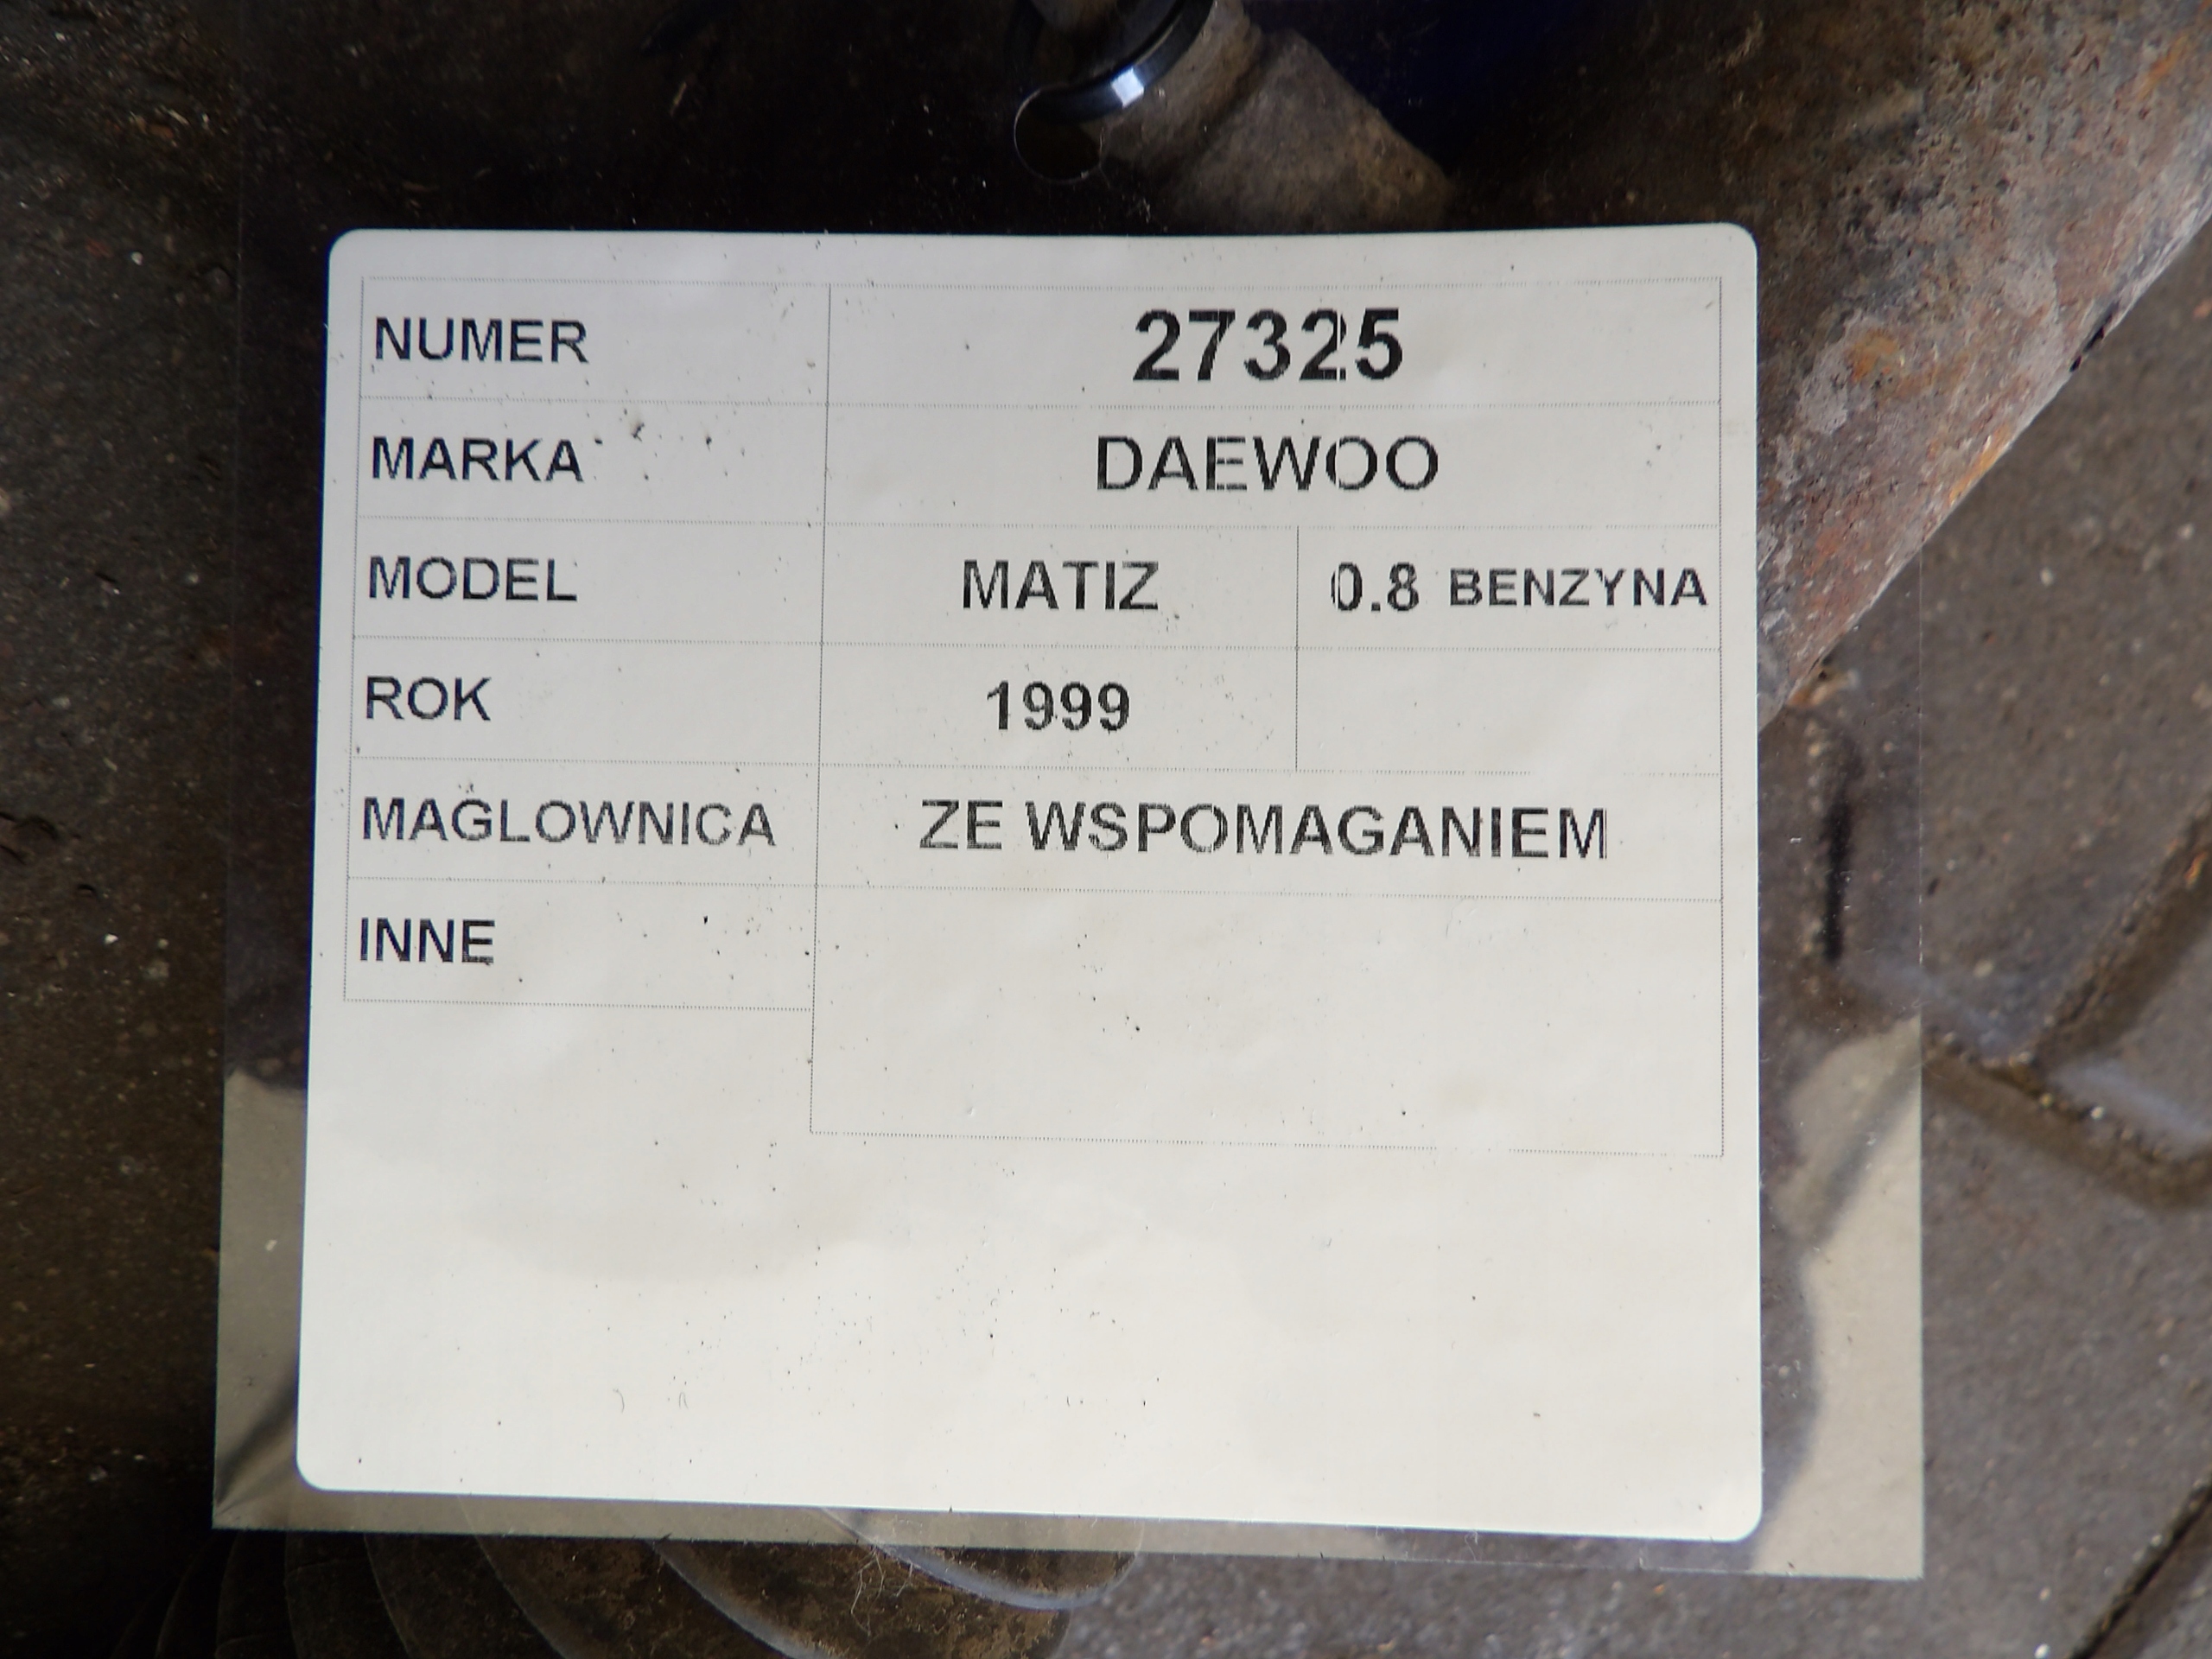 NUMER 27325
MARKA DAEWOO
MODEL MATIZ 0.8 BENZYNA
ROK 1999
MAGLOWNICA ZE WSPOMAGANIEM
INNE